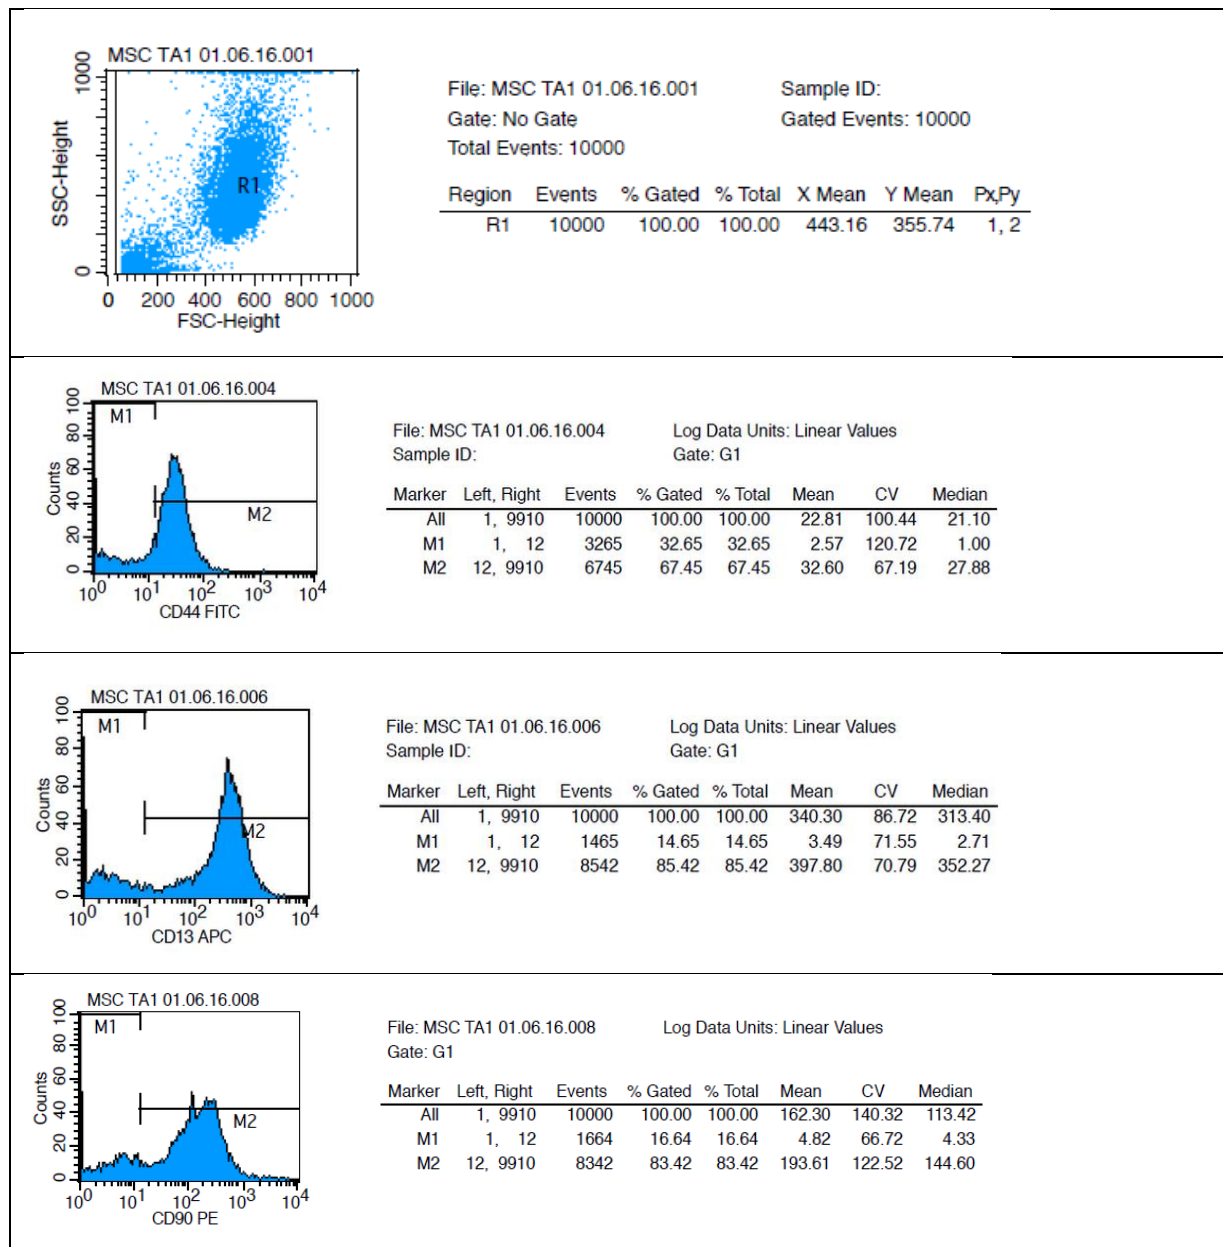 MSC TA1 01.06.16.001
1000
0
SSC-Height
R1
0 200 400 600 800 1000
FSC-Height
File: MSC TA1 01.06.16.001 Sample ID:
Gate: No Gate Gated Events: 10000
Total Events: 10000
Region Events % Gated % Total X Mean Y Mean Px,Py
R1 10000 100.00 100.00 443.16 355.74 1, 2
MSC TA1 01.06.16.004
100
80
60
40
20
0
Counts
M1
M2
10^0 10^1 10^2 10^3 10^4
CD44 FITC
File: MSC TA1 01.06.16.004 Log Data Units: Linear Values
Sample ID: Gate: G1
Marker Left, Right Events % Gated % Total Mean CV Median
All 1, 9910 10000 100.00 100.00 22.81 100.44 21.10
M1 1, 12 3265 32.65 32.65 2.57 120.72 1.00
M2 12, 9910 6745 67.45 67.45 32.60 67.19 27.88
MSC TA1 01.06.16.006
100
80
60
40
20
0
Counts
M1
M2
10^0 10^1 10^2 10^3 10^4
CD13 APC
File: MSC TA1 01.06.16.006 Log Data Units: Linear Values
Sample ID: Gate: G1
Marker Left, Right Events % Gated % Total Mean CV Median
All 1, 9910 10000 100.00 100.00 340.30 86.72 313.40
M1 1, 12 1465 14.65 14.65 3.49 71.55 2.71
M2 12, 9910 8542 85.42 85.42 397.80 70.79 352.27
MSC TA1 01.06.16.008
100
80
60
40
20
0
Counts
M1
M2
10^0 10^1 10^2 10^3 10^4
CD90 PE
File: MSC TA1 01.06.16.008 Log Data Units: Linear Values
Gate: G1
Marker Left, Right Events % Gated % Total Mean CV Median
All 1, 9910 10000 100.00 100.00 162.30 140.32 113.42
M1 1, 12 1664 16.64 16.64 4.82 66.72 4.33
M2 12, 9910 8342 83.42 83.42 193.61 122.52 144.60